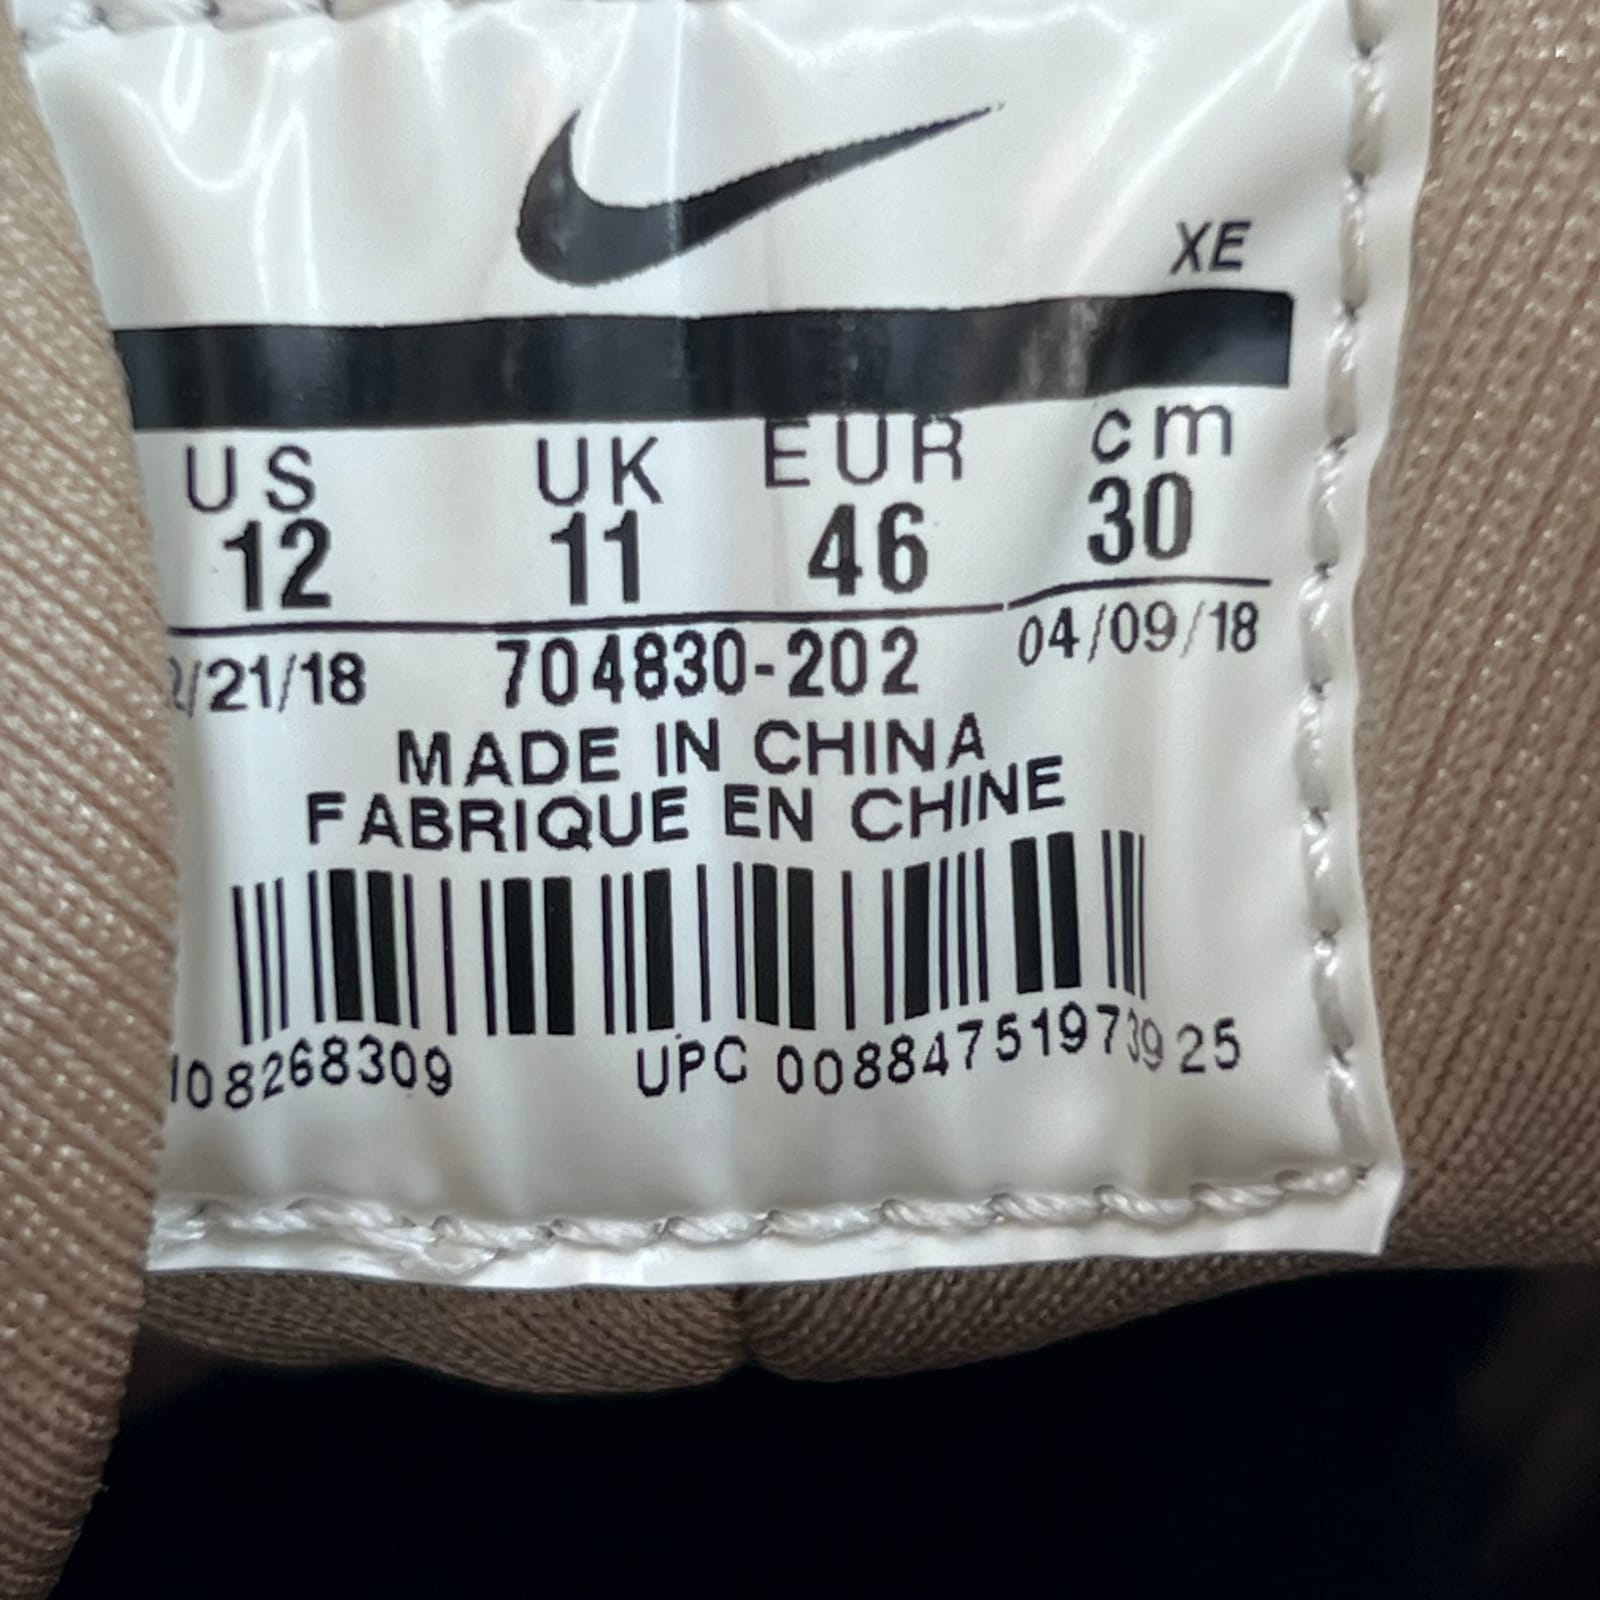 XE
US UK EUR cm
12 11 46 30
2/21/18 704830-202 04/09/18
MADE IN CHINA
FABRIQUE EN CHINE
108268309 UPC 00884751973925